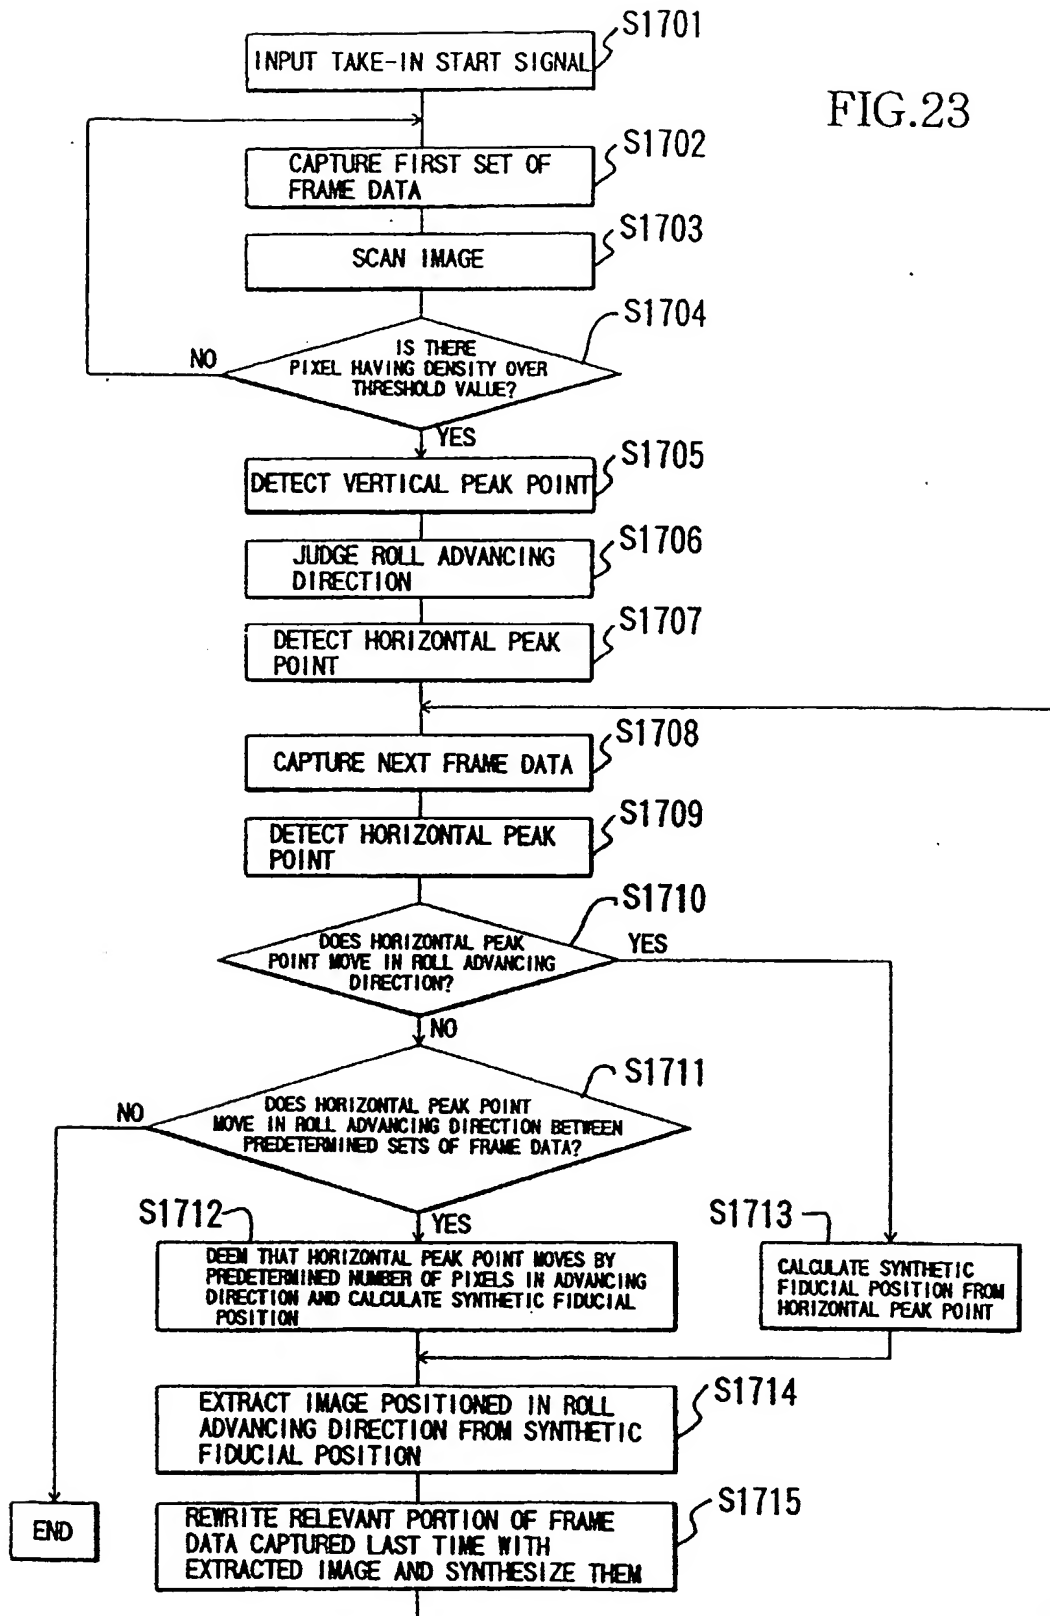 S1701
INPUT TAKE-IN START SIGNAL
FIG.23
S1702
CAPTURE FIRST SET OF
FRAME DATA
S1703
SCAN IMAGE
S1704
IS THERE
PIXEL HAVING DENSITY OVER
THRESHOLD VALUE?
NO
YES
S1705
DETECT VERTICAL PEAK POINT
S1706
JUDGE ROLL ADVANCING
DIRECTION
S1707
DETECT HORIZONTAL PEAK
POINT
S1708
CAPTURE NEXT FRAME DATA
S1709
DETECT HORIZONTAL PEAK
POINT
S1710
DOES HORIZONTAL PEAK
POINT MOVE IN ROLL ADVANCING
DIRECTION?
YES
NO
S1711
DOES HORIZONTAL PEAK POINT
MOVE IN ROLL ADVANCING DIRECTION BETWEEN
PREDETERMINED SETS OF FRAME DATA?
NO
YES
S1712
DEEM THAT HORIZONTAL PEAK POINT MOVES BY
PREDETERMINED NUMBER OF PIXELS IN ADVANCING
DIRECTION AND CALCULATE SYNTHETIC FIDUCIAL
POSITION
S1713
CALCULATE SYNTHETIC
FIDUCIAL POSITION FROM
HORIZONTAL PEAK POINT
S1714
EXTRACT IMAGE POSITIONED IN ROLL
ADVANCING DIRECTION FROM SYNTHETIC
FIDUCIAL POSITION
S1715
REWRITE RELEVANT PORTION OF FRAME
DATA CAPTURED LAST TIME WITH
EXTRACTED IMAGE AND SYNTHESIZE THEM
END